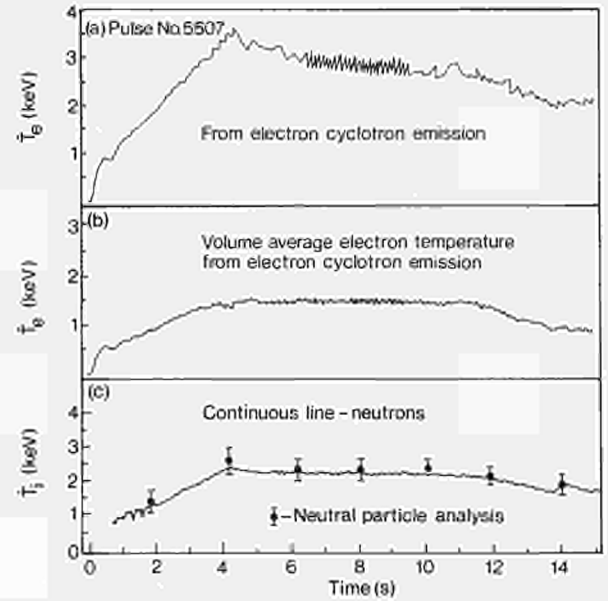 4
(a) Pulse No.5507
3
2
1
T̂e (keV)
From electron cyclotron emission
(b)
3
2
1
T̂e (keV)
Volume average electron temperature
from electron cyclotron emission
(c)
4
3
2
1
0
T̂i (keV)
Continuous line - neutrons
-Neutral particle analysis
0 2 4 6 8 10 12 14
Time (s)